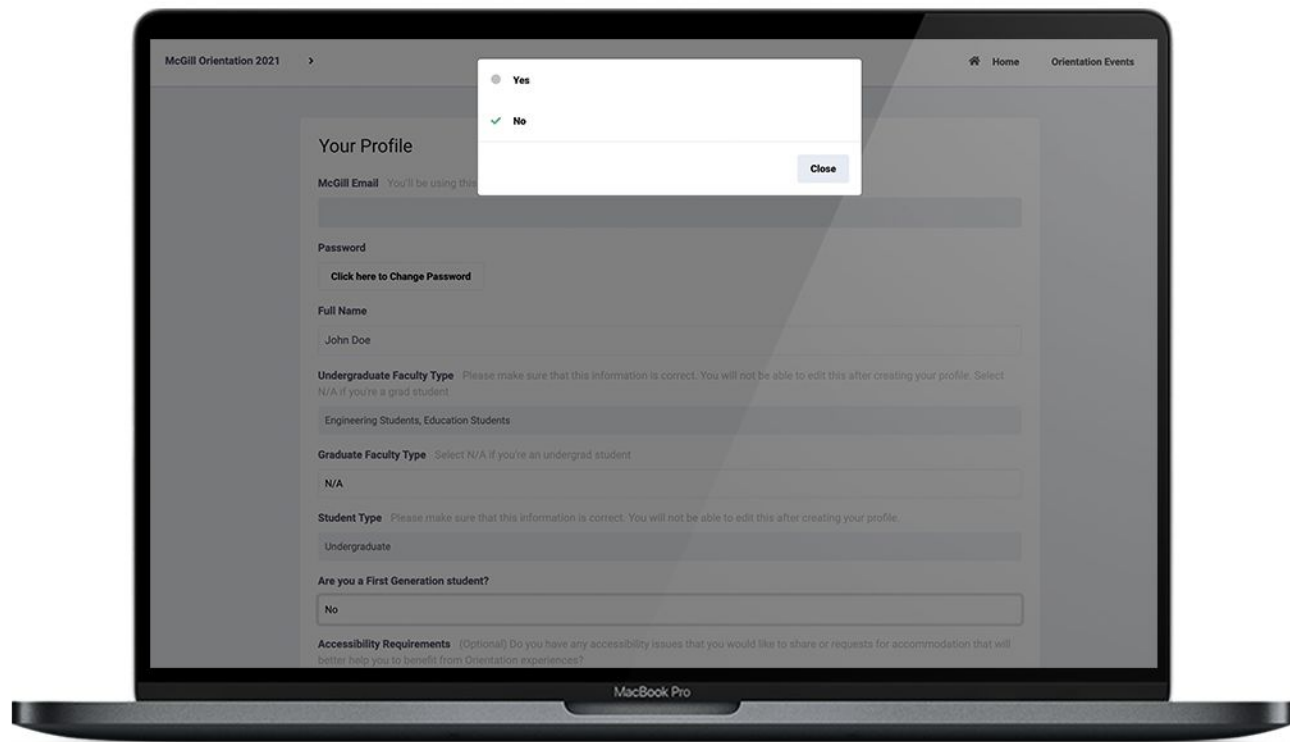 McGill Orientation 2021
Home
Orientation Events
Yes
No
Close
Your Profile
McGill Email You'll be using this
Password
Click here to Change Password
Full Name
John Doe
Undergraduate Faculty Type Please make sure that this information is correct. You will not be able to edit this after creating your profile. Select
N/A if you're a grad student
Engineering Students, Education Students
Graduate Faculty Type Select N/A if you're an undergrad student
N/A
Student Type Please make sure that this information is correct. You will not be able to edit this after creating your profile.
Undergraduate
Are you a First Generation student?
No
Accessibility Requirements (Optional) Do you have any accessibility issues that you would like to share or requests for accommodation that will
better help you to benefit from Orientation experiences?
MacBook Pro